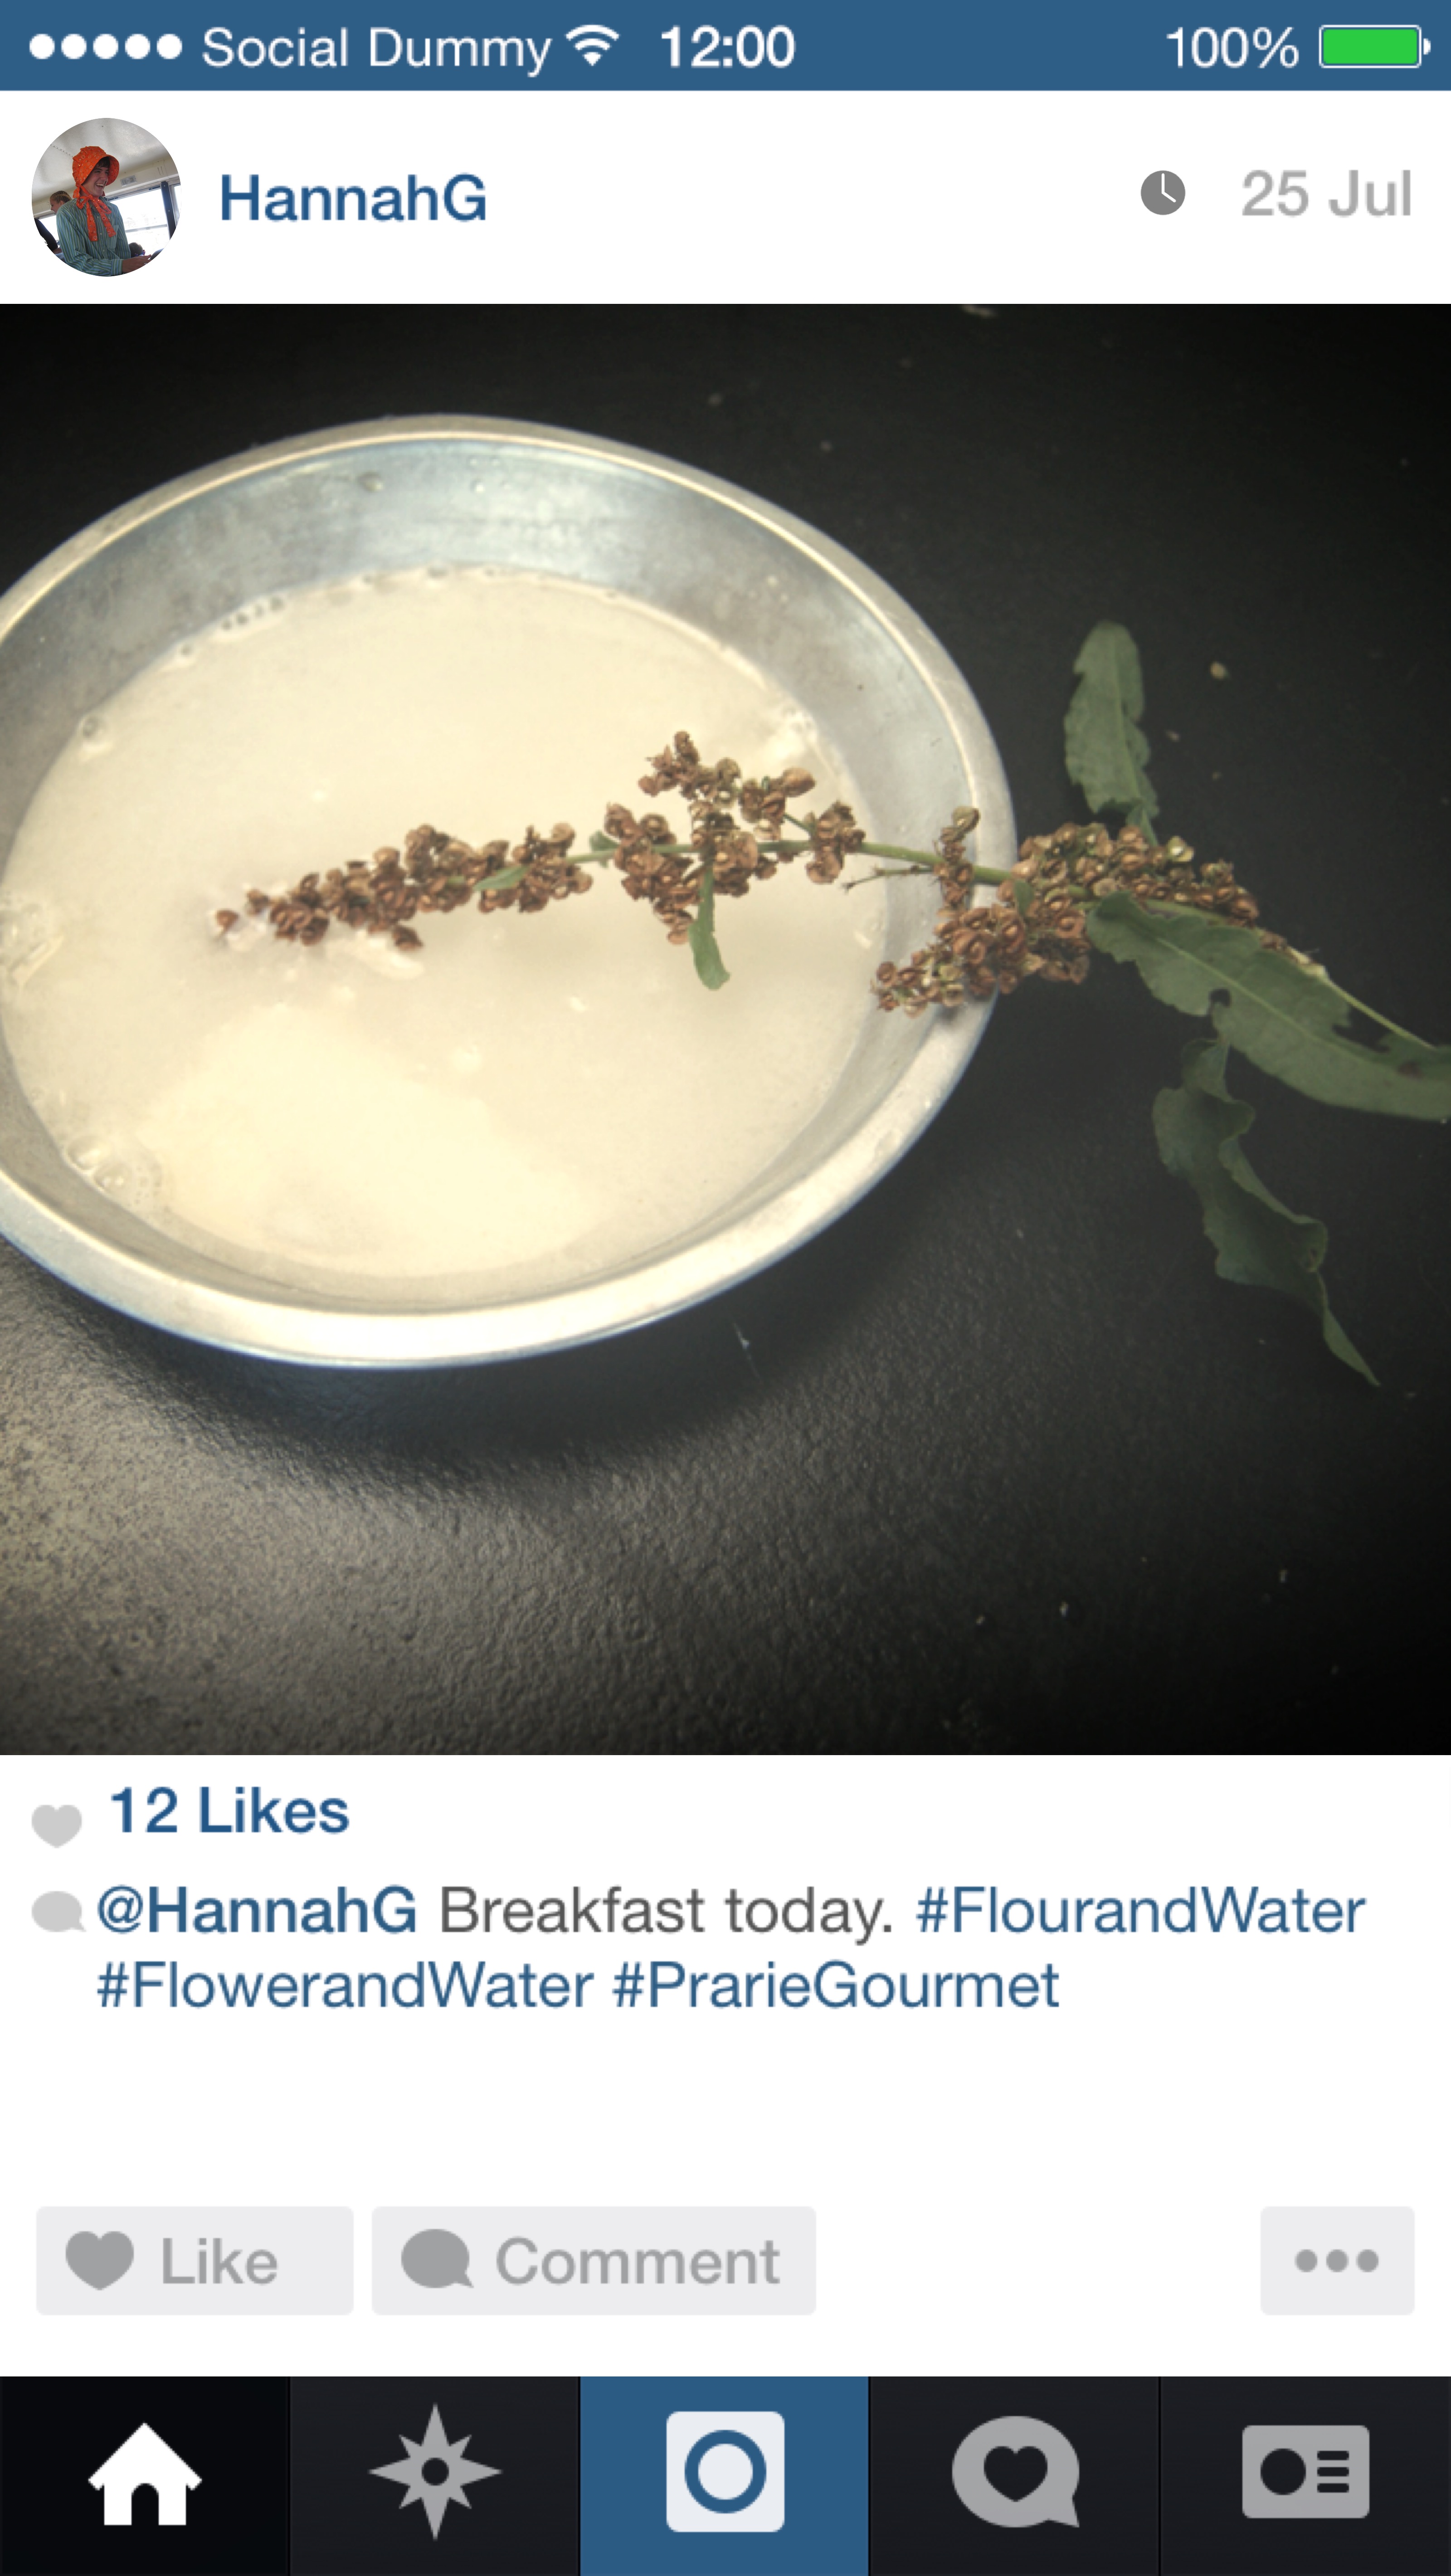 Social Dummy 12:00 100%
HannahG 25 Jul
12 Likes
@HannahG Breakfast today. #FlourandWater
#FlowerandWater #PrarieGourmet
Like Comment